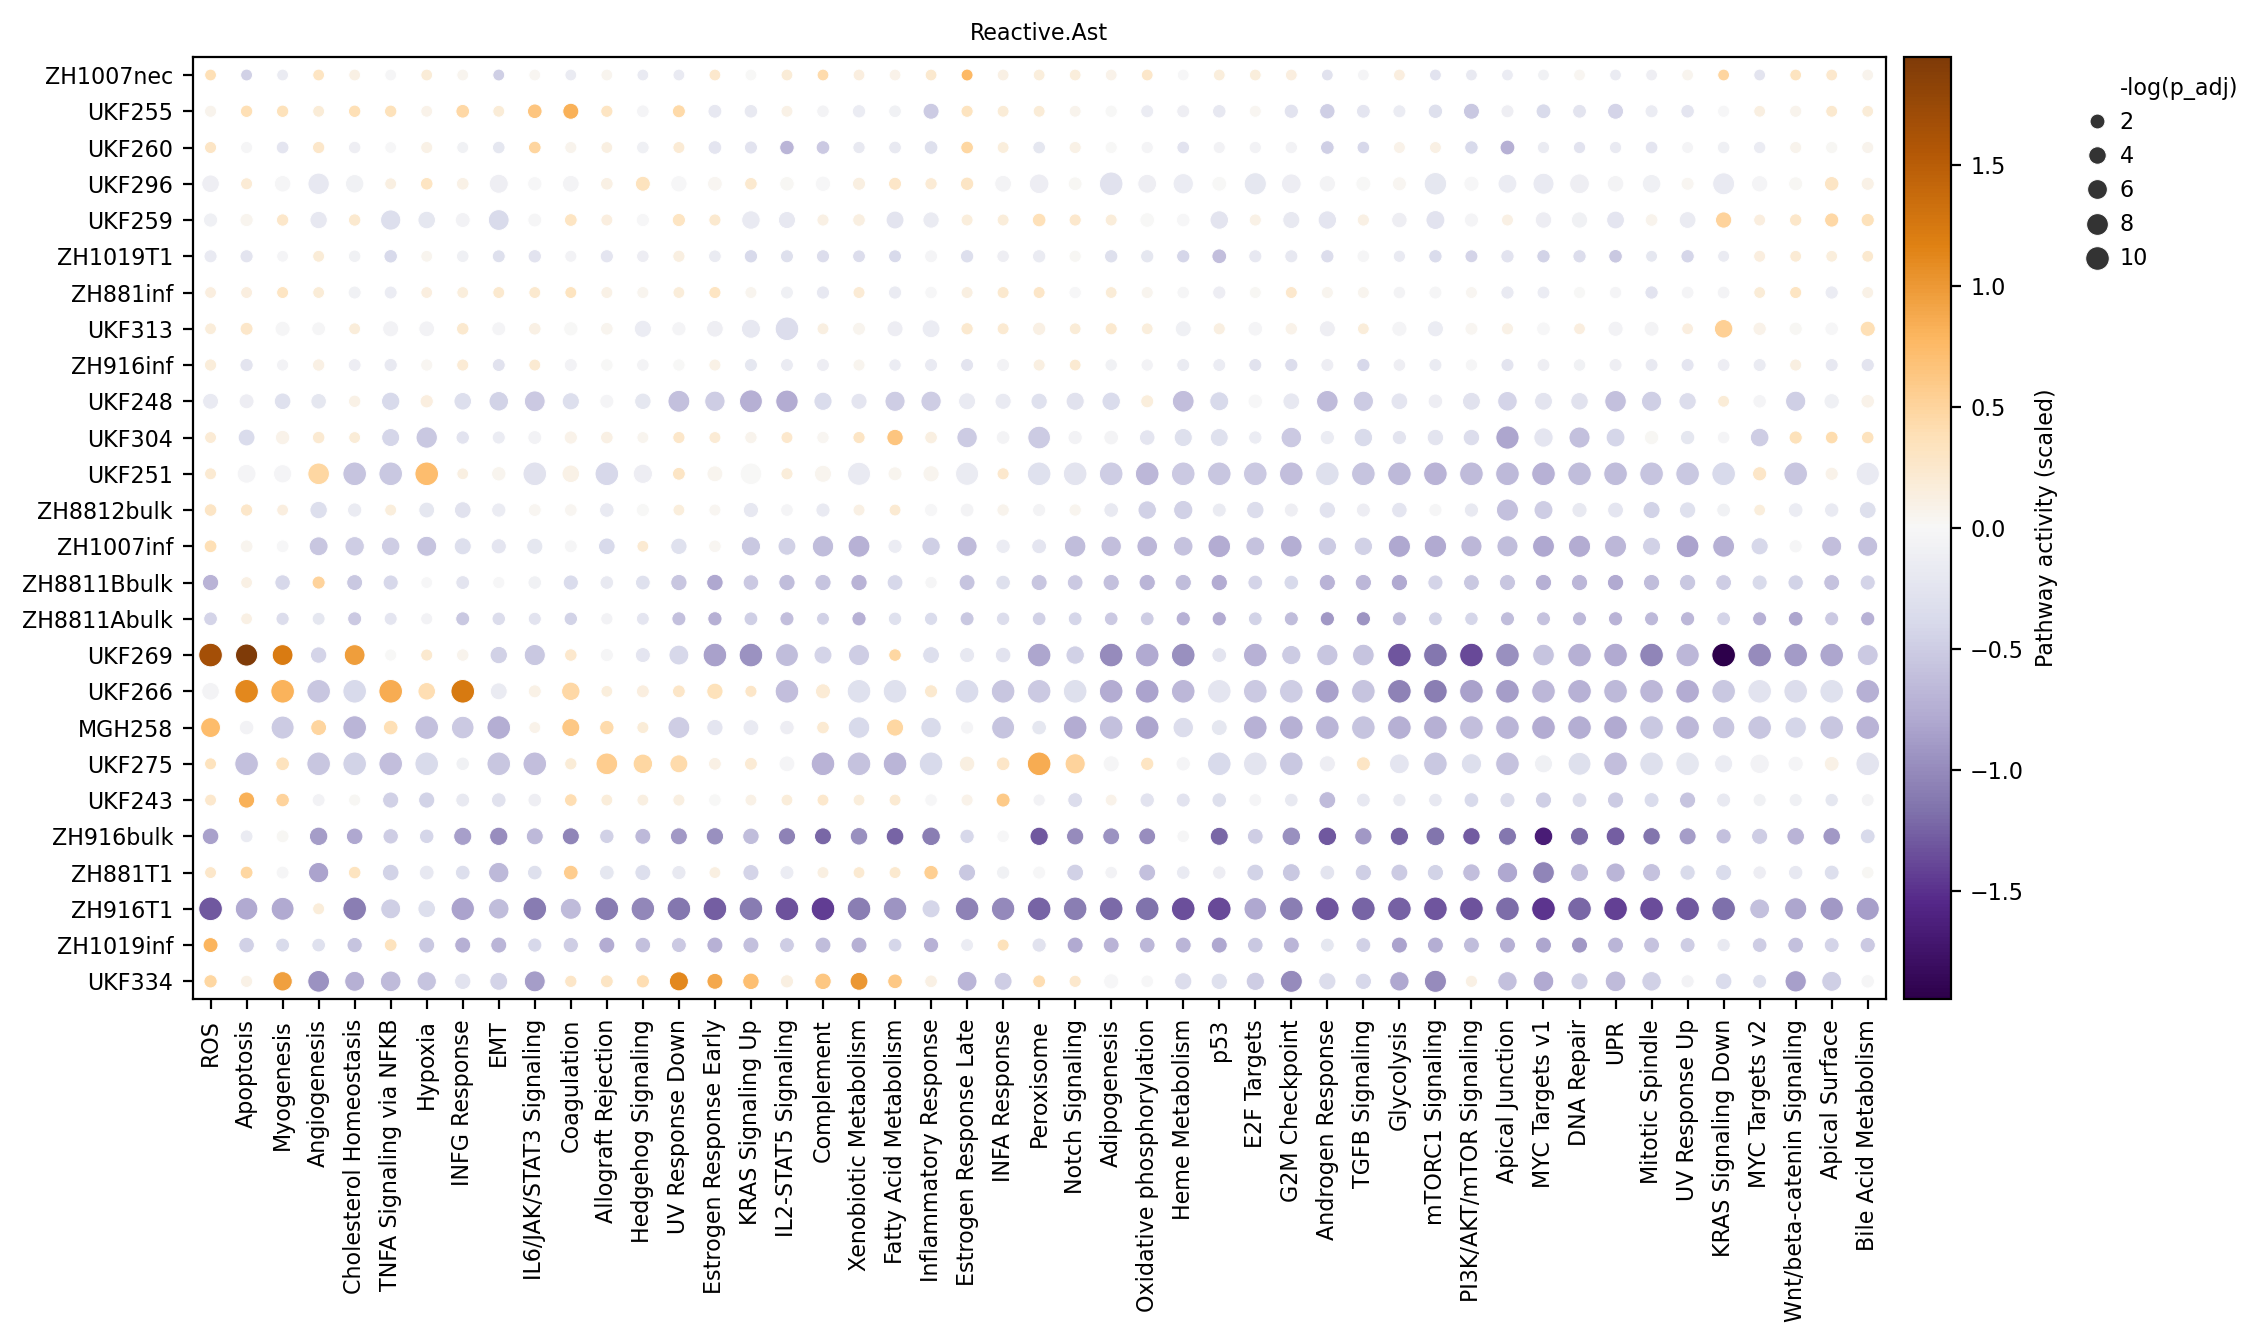 Reactive.Ast
ZH1007nec
UKF255
UKF260
UKF296
UKF259
ZH1019T1
ZH881inf
UKF313
ZH916inf
UKF248
UKF304
UKF251
ZH8812bulk
ZH1007inf
ZH8811Bbulk
ZH8811Abulk
UKF269
UKF266
MGH258
UKF275
UKF243
ZH916bulk
ZH881T1
ZH916T1
ZH1019inf
UKF334
ROS
Apoptosis
Myogenesis
Angiogenesis
Cholesterol Homeostasis
TNFA Signaling via NFKB
Hypoxia
INFG Response
EMT
IL6/JAK/STAT3 Signaling
Coagulation
Allograft Rejection
Hedgehog Signaling
UV Response Down
Estrogen Response Early
KRAS Signaling Up
IL2-STAT5 Signaling
Complement
Xenobiotic Metabolism
Fatty Acid Metabolism
Inflammatory Response
Estrogen Response Late
INFA Response
Peroxisome
Notch Signaling
Adipogenesis
Oxidative phosphorylation
Heme Metabolism
p53
E2F Targets
G2M Checkpoint
Androgen Response
TGFB Signaling
Glycolysis
mTORC1 Signaling
PI3K/AKT/mTOR Signaling
Apical Junction
MYC Targets v1
DNA Repair
UPR
Mitotic Spindle
UV Response Up
KRAS Signaling Down
MYC Targets v2
Wnt/beta-catenin Signaling
Apical Surface
Bile Acid Metabolism
1.5
1.0
0.5
0.0
−0.5
−1.0
−1.5
Pathway activity (scaled)
-log(p_adj)
2
4
6
8
10